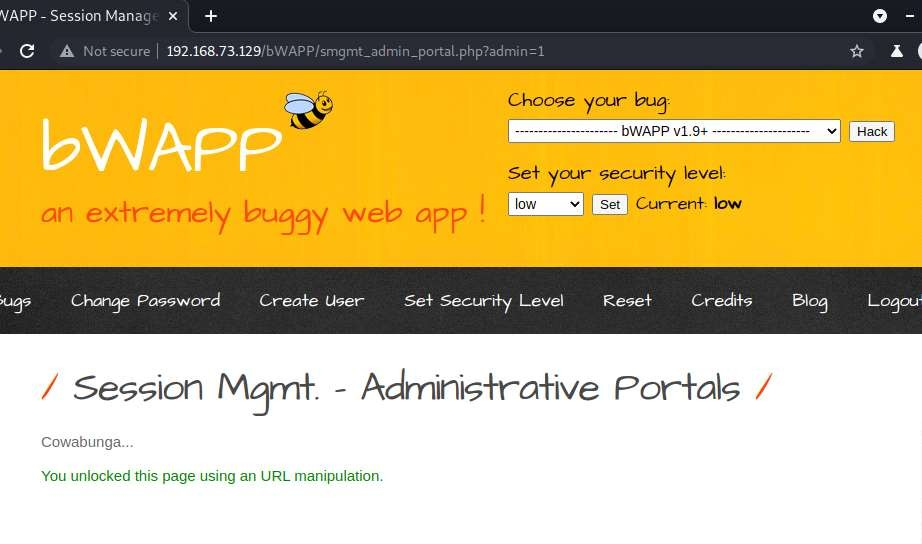 WAPP - Session Manage
Not secure | 192.168.73.129/bWAPP/smgmt_admin_portal.php?admin=1
bWAPP
an extremely buggy web app !
Choose your bug:
---------------------- bWAPP v1.9+ --------------------- Hack
Set your security level:
low Set Current: low
Bugs Change Password Create User Set Security Level Reset Credits Blog Logout
/ Session Mgmt. - Administrative Portals /
Cowabunga...
You unlocked this page using an URL manipulation.